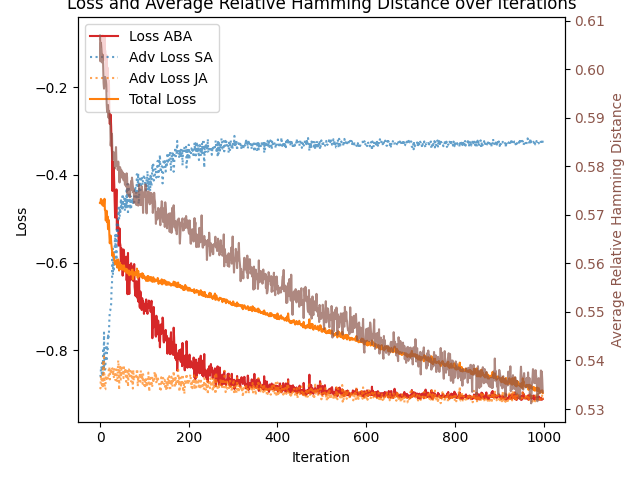 Loss and Average Relative Hamming Distance over Iterations
Loss ABA
Adv Loss SA
Adv Loss JA
Total Loss
−0.2
−0.4
−0.6
−0.8
Loss
0.61
0.60
0.59
0.58
0.57
0.56
0.55
0.54
0.53
Average Relative Hamming Distance
0
200
400
600
800
1000
Iteration